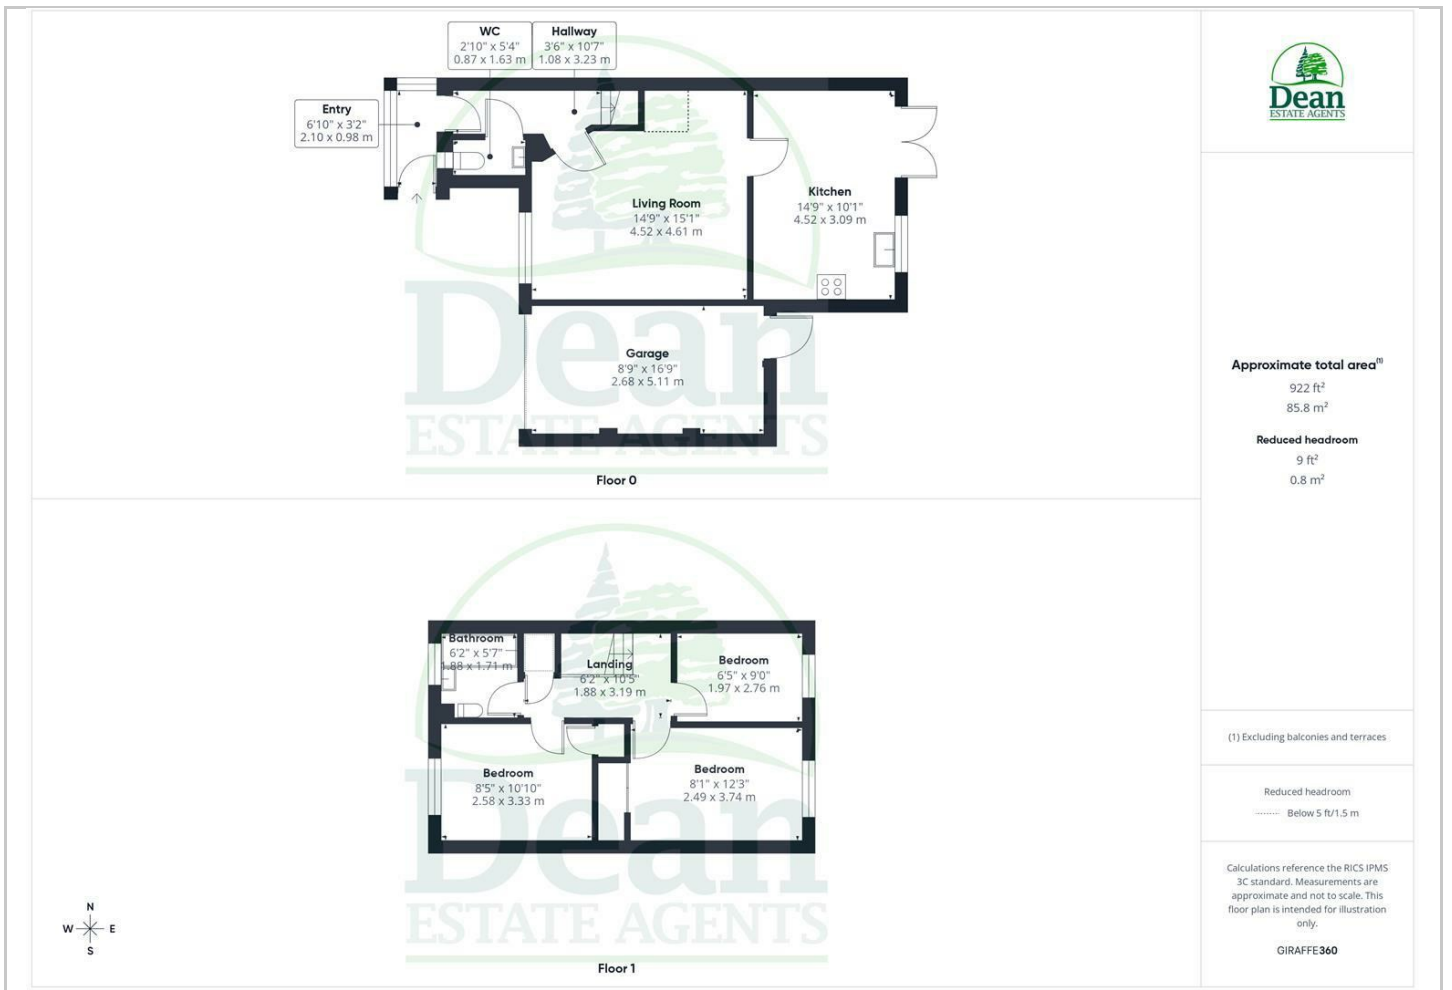 WC
2'10" x 5'4"
0.87 x 1.63 m
Hallway
3'6" x 10'7"
1.08 x 3.23 m
Entry
6'10" x 3'2"
2.10 x 0.98 m
Living Room
14'9" x 15'1"
4.52 x 4.61 m
Kitchen
14'9" x 10'1"
4.52 x 3.09 m
Garage
8'9" x 16'9"
2.68 x 5.11 m
Dean
ESTATE AGENTS
Floor 0
Bathroom
6'2" x 5'7"
1.88 x 1.71 m
Landing
6'2" x 10'5"
1.88 x 3.19 m
Bedroom
6'5" x 9'0"
1.97 x 2.76 m
Bedroom
8'5" x 10'10"
2.58 x 3.33 m
Bedroom
8'1" x 12'3"
2.49 x 3.74 m
Dean
ESTATE AGENTS
Floor 1
N
W E
S
Dean
ESTATE AGENTS
Approximate total area(1)
922 ft²
85.8 m²
Reduced headroom
9 ft²
0.8 m²
(1) Excluding balconies and terraces
Reduced headroom
Below 5 ft/1.5 m
Calculations reference the RICS IPMS
3C standard. Measurements are
approximate and not to scale. This
floor plan is intended for illustration
only.
GIRAFFE360